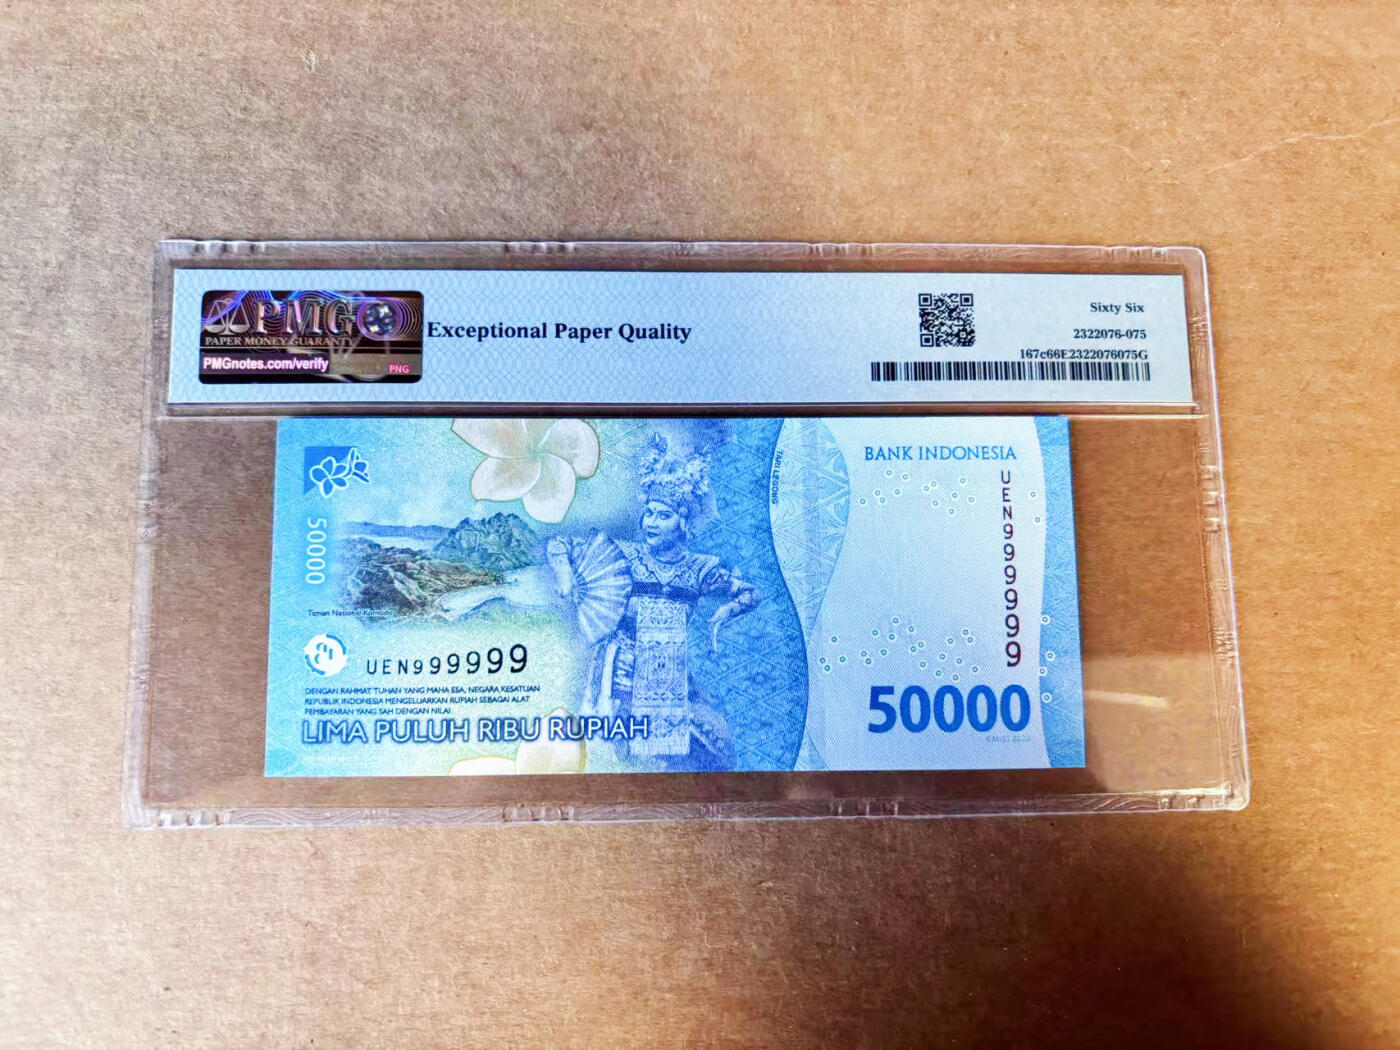 PMG
PAPER MONEY GUARANTY
PMGnotes.com/verify
PNG
Exceptional Paper Quality
Sixty Six
2322076-075
167c66E2322076075G
BANK INDONESIA
UEN999999
TARI LEGONG
50000
Taman Nasional Komodo
UEN999999
DENGAN RAHMAT TUHAN YANG MAHA ESA, NEGARA KESATUAN
REPUBLIK INDONESIA MENGELUARKAN RUPIAH SEBAGAI ALAT
PEMBAYARAN YANG SAH DENGAN NILAI
LIMA PULUH RIBU RUPIAH
50000
EMISI 2022